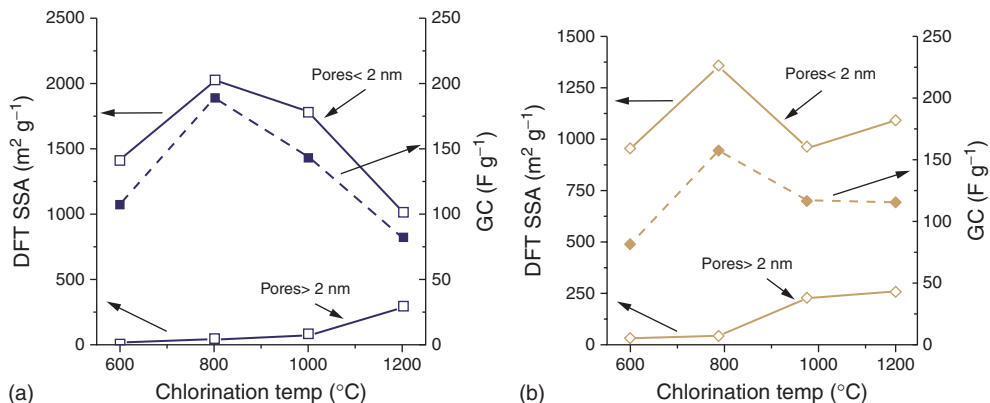 2500
2000
1500
1000
500
0
DFT SSA (m² g⁻¹)
250
200
150
100
50
0
GC (F g⁻¹)
Pores< 2 nm
Pores> 2 nm
600 800 1000 1200
(a) Chlorination temp (°C)
1500
1250
1000
750
500
250
0
DFT SSA (m² g⁻¹)
250
200
150
100
50
0
GC (F g⁻¹)
Pores< 2 nm
Pores> 2 nm
600 800 1000 1200
(b) Chlorination temp (°C)